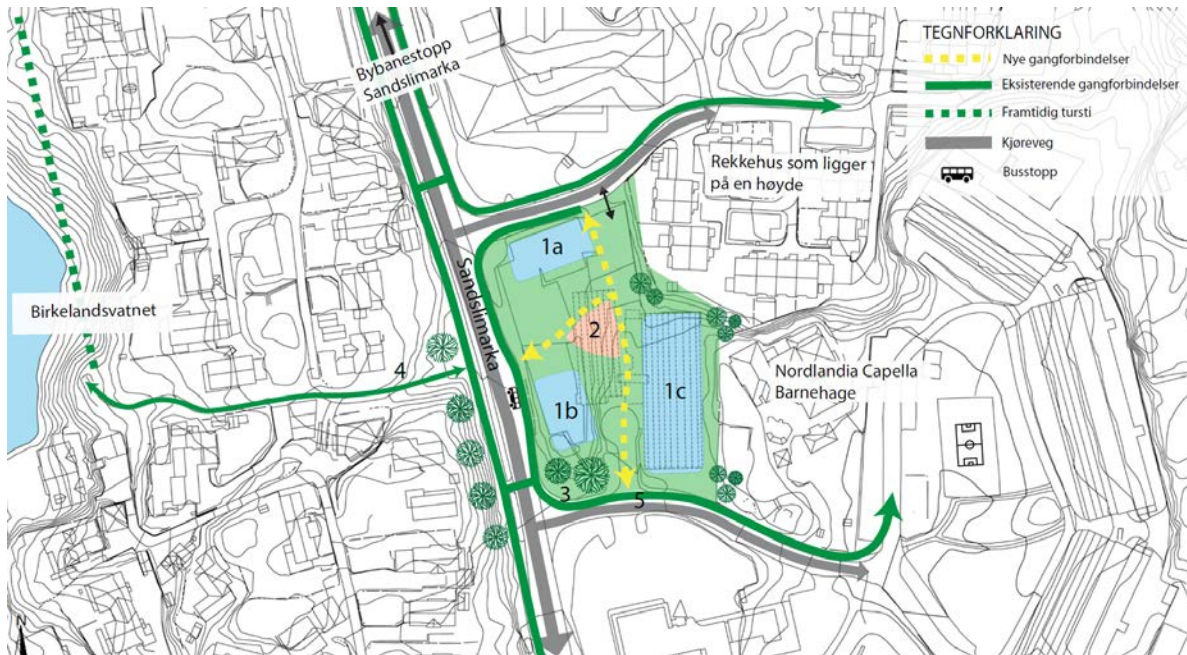 TEGNFORKLARING
Nye gangforbindelser
Eksisterende gangforbindelser
Framtidig tursti
Kjøreveg
Busstopp
Bybanestopp
Sandslimarka
Rekkehus som ligger
på en høyde
1a
Sandslimarka
Birkelandsvatnet
2
4
1b
1c
Nordlandia Capella
Barnehage
3
5
N